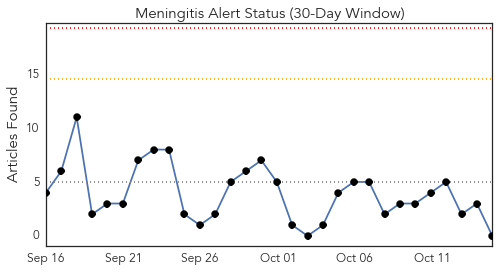 Meningitis Alert Status (30-Day Window)
Articles Found
15
10
5
0
Sep 16 Sep 21 Sep 26 Oct 01 Oct 06 Oct 11